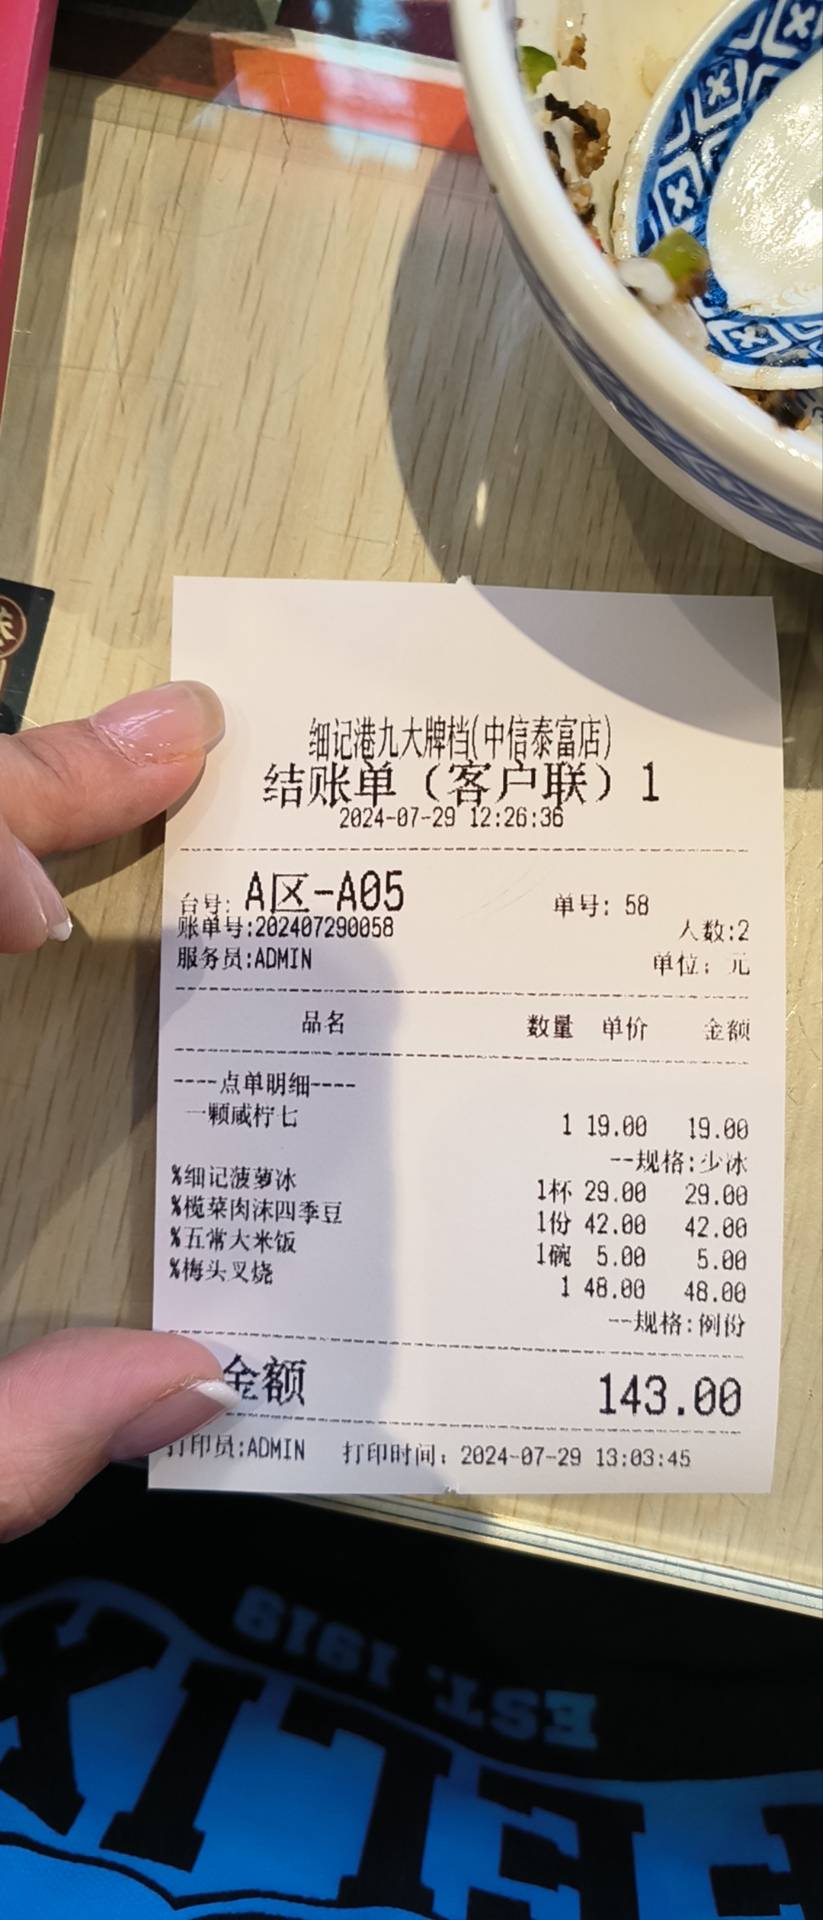 细记港九大牌档(中信泰富店)
结账单（客户联）1
2024-07-29 12:26:36
台号: A区-A05 单号: 58
账单号:202407290058 人数:2
服务员:ADMIN 单位: 元
品名 数量 单价 金额
----点单明细----
一颗咸柠七 1 19.00 19.00
--规格:少冰
%细记菠萝冰 1杯 29.00 29.00
%榄菜肉沫四季豆 1份 42.00 42.00
%五常大米饭 1碗 5.00 5.00
%梅头叉烧 1 48.00 48.00
--规格:例份
金额 143.00
打印员:ADMIN 打印时间: 2024-07-29 13:03:45
EST. 1919